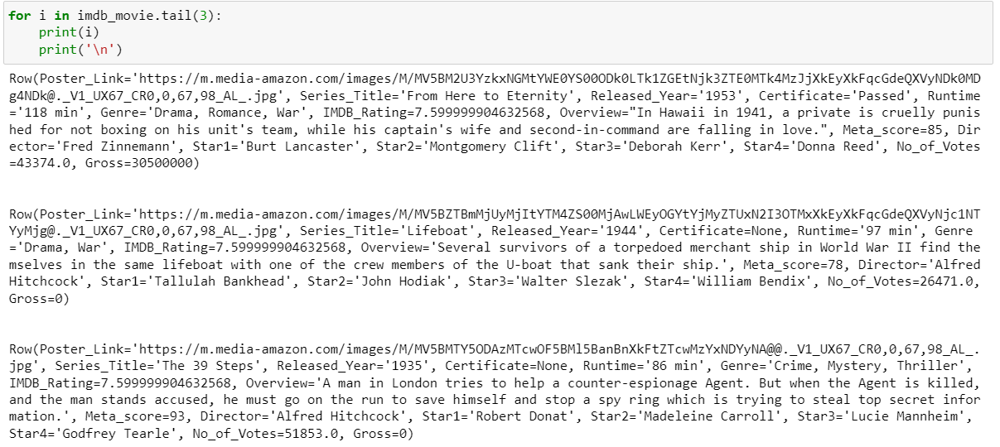 for i in imdb_movie.tail(3):
    print(i)
    print('\n')
Row(Poster_Link='https://m.media-amazon.com/images/M/MV5BM2U3YzkxNGMtYWE0YS00ODk0LTk1ZGEtNjk3ZTE0MTk4MzJjXkEyXkFqcGdeQXVyNDk0MD
g4NDk@._V1_UX67_CR0,0,67,98_AL_.jpg', Series_Title='From Here to Eternity', Released_Year='1953', Certificate='Passed', Runtime
='118 min', Genre='Drama, Romance, War', IMDB_Rating=7.599999904632568, Overview="In Hawaii in 1941, a private is cruelly punis
hed for not boxing on his unit's team, while his captain's wife and second-in-command are falling in love.", Meta_score=85, Dir
ector='Fred Zinnemann', Star1='Burt Lancaster', Star2='Montgomery Clift', Star3='Deborah Kerr', Star4='Donna Reed', No_of_Votes
=43374.0, Gross=30500000)
Row(Poster_Link='https://m.media-amazon.com/images/M/MV5BZTBmMjUyMjItYTM4ZS00MjAwLWEyOGYtYjMyZTUxN2I3OTMxXkEyXkFqcGdeQXVyNjc1NT
YyMjg@._V1_UX67_CR0,0,67,98_AL_.jpg', Series_Title='Lifeboat', Released_Year='1944', Certificate=None, Runtime='97 min', Genre
='Drama, War', IMDB_Rating=7.599999904632568, Overview='Several survivors of a torpedoed merchant ship in World War II find the
mselves in the same lifeboat with one of the crew members of the U-boat that sank their ship.', Meta_score=78, Director='Alfred
Hitchcock', Star1='Tallulah Bankhead', Star2='John Hodiak', Star3='Walter Slezak', Star4='William Bendix', No_of_Votes=26471.0,
Gross=0)
Row(Poster_Link='https://m.media-amazon.com/images/M/MV5BMTY5ODAzMTcwOF5BMl5BanBnXkFtZTcwMzYxNDYyNA@@._V1_UX67_CR0,0,67,98_AL_.
jpg', Series_Title='The 39 Steps', Released_Year='1935', Certificate=None, Runtime='86 min', Genre='Crime, Mystery, Thriller',
IMDB_Rating=7.599999904632568, Overview='A man in London tries to help a counter-espionage Agent. But when the Agent is killed,
and the man stands accused, he must go on the run to save himself and stop a spy ring which is trying to steal top secret infor
mation.', Meta_score=93, Director='Alfred Hitchcock', Star1='Robert Donat', Star2='Madeleine Carroll', Star3='Lucie Mannheim',
Star4='Godfrey Tearle', No_of_Votes=51853.0, Gross=0)